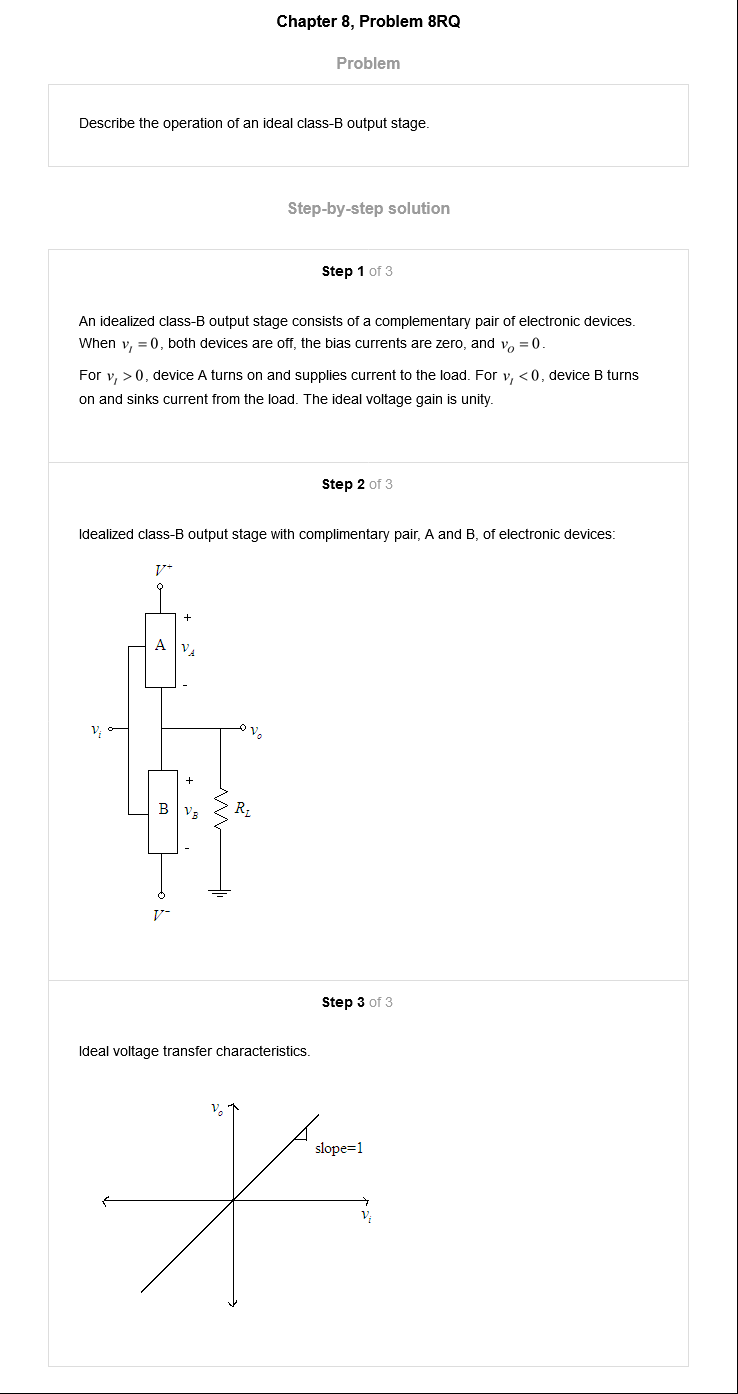 Chapter 8, Problem 8RQ
Problem
Describe the operation of an ideal class-B output stage.
Step-by-step solution
Step 1 of 3
An idealized class-B output stage consists of a complementary pair of electronic devices.
When v_I = 0, both devices are off, the bias currents are zero, and v_o = 0.
For v_I > 0, device A turns on and supplies current to the load. For v_I < 0, device B turns
on and sinks current from the load. The ideal voltage gain is unity.
Step 2 of 3
Idealized class-B output stage with complimentary pair, A and B, of electronic devices:
V⁺
+
A v_A
-
v_i
v_o
+
B v_B
R_L
-
V⁻
Step 3 of 3
Ideal voltage transfer characteristics.
v_o
slope=1
v_i